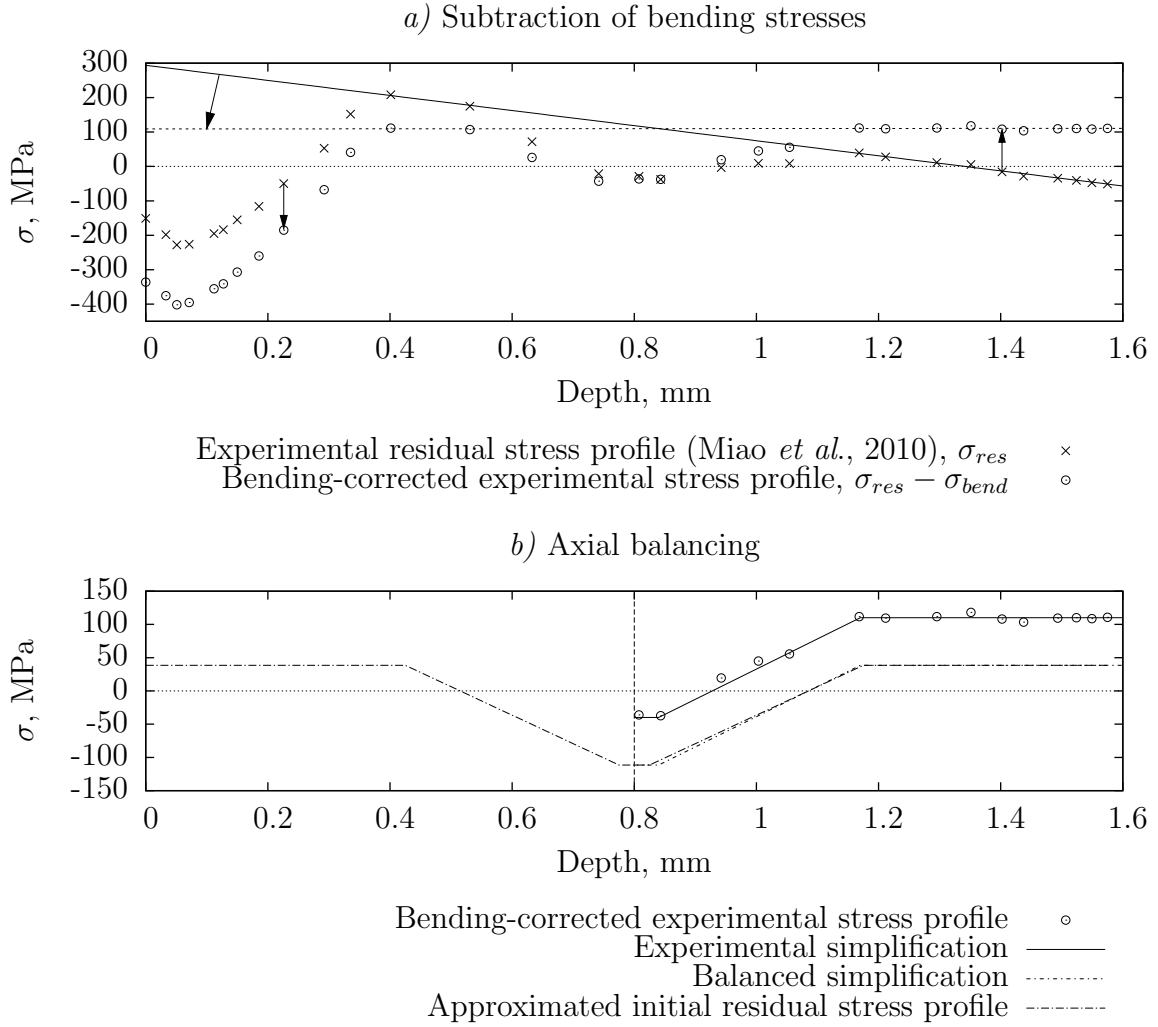 a) Subtraction of bending stresses
300
200
100
0
-100
-200
-300
-400
σ, MPa
0 0.2 0.4 0.6 0.8 1 1.2 1.4 1.6
Depth, mm
Experimental residual stress profile (Miao et al., 2010), σres
Bending-corrected experimental stress profile, σres − σbend
b) Axial balancing
150
100
50
0
-50
-100
-150
σ, MPa
0 0.2 0.4 0.6 0.8 1 1.2 1.4 1.6
Depth, mm
Bending-corrected experimental stress profile
Experimental simplification
Balanced simplification
Approximated initial residual stress profile